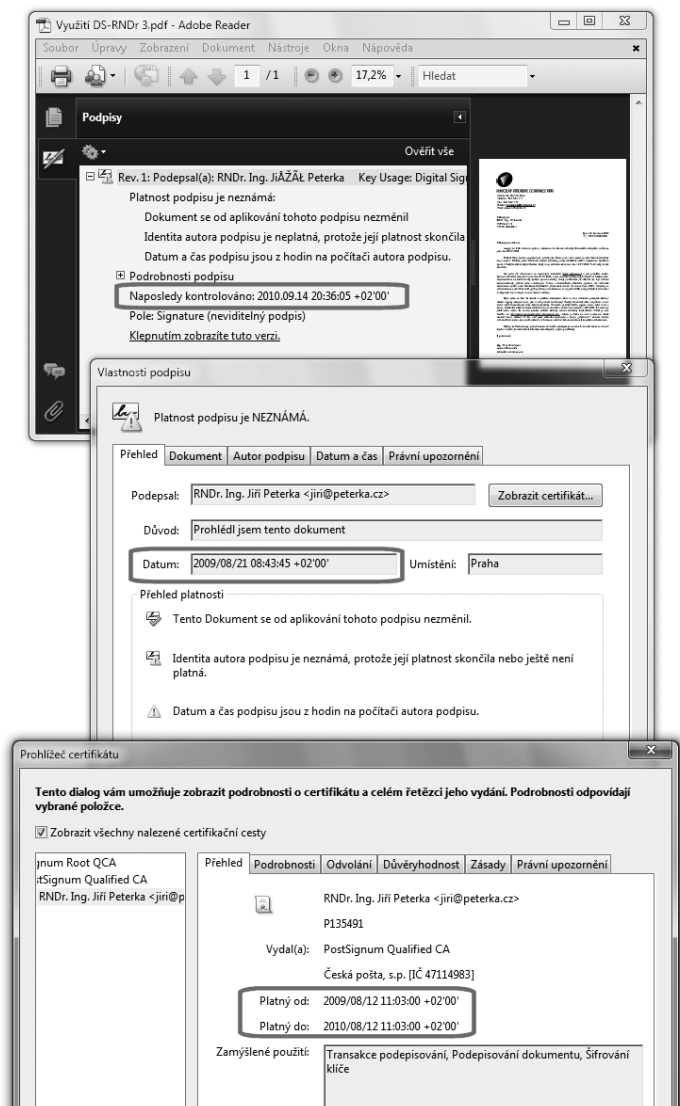 Využití DS-RNDr 3.pdf - Adobe Reader
Soubor Úpravy Zobrazení Dokument Nástroje Okna Nápověda
1 / 1 17,2% Hledat
Podpisy
Ověřit vše
Rev. 1: Podepsal(a): RNDr. Ing. JiÅŽĂŁ Peterka Key Usage: Digital Sig
Platnost podpisu je neznámá:
Dokument se od aplikování tohoto podpisu nezměnil
Identita autora podpisu je neplatná, protože její platnost skončila
Datum a čas podpisu jsou z hodin na počítači autora podpisu.
Podrobnosti podpisu
Naposledy kontrolováno: 2010.09.14 20:36:05 +02'00'
Pole: Signature (neviditelný podpis)
Klepnutím zobrazíte tuto verzi.
Vlastnosti podpisu
Platnost podpisu je NEZNÁMÁ.
Přehled Dokument Autor podpisu Datum a čas Právní upozornění
Podepsal: RNDr. Ing. Jiří Peterka <jiri@peterka.cz> Zobrazit certifikát...
Důvod: Prohlédl jsem tento dokument
Datum: 2009/08/21 08:43:45 +02'00' Umístění: Praha
Přehled platnosti
Tento Dokument se od aplikování tohoto podpisu nezměnil.
Identita autora podpisu je neznámá, protože její platnost skončila nebo ještě není
platná.
Datum a čas podpisu jsou z hodin na počítači autora podpisu.
Prohlížeč certifikátu
Tento dialog vám umožňuje zobrazit podrobnosti o certifikátu a celém řetězci jeho vydání. Podrobnosti odpovídají
vybrané položce.
Zobrazit všechny nalezené certifikační cesty
gnum Root QCA
:tSignum Qualified CA
RNDr. Ing. Jiří Peterka <jiri@p
Přehled Podrobnosti Odvolání Důvěryhodnost Zásady Právní upozornění
RNDr. Ing. Jiří Peterka <jiri@peterka.cz>
P135491
Vydal(a): PostSignum Qualified CA
Česká pošta, s.p. [IČ 47114983]
Platný od: 2009/08/12 11:03:00 +02'00'
Platný do: 2010/08/12 11:03:00 +02'00'
Zamýšlené použití: Transakce podepisování, Podepisování dokumentu, Šifrování
klíče